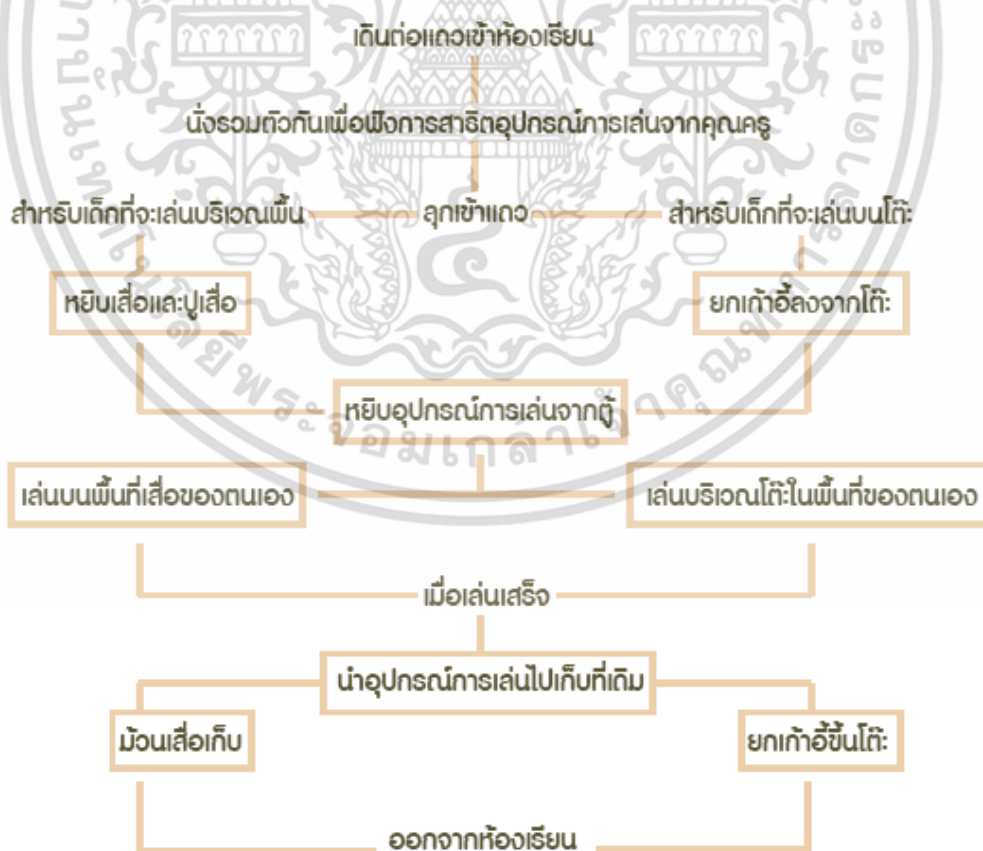 เดินต่อแถวเข้าห้องเรียน
นั่งรวมตัวกันเพื่อฟังการสาธิตอุปกรณ์การเล่นจากคุณครู
สำหรับเด็กที่จะเล่นบริเวณพื้น
ลุกเข้าแถว
สำหรับเด็กที่จะเล่นบนโต๊ะ
หยิบเสื่อและปูเสื่อ
ยกเก้าอี้ลงจากโต๊ะ
หยิบอุปกรณ์การเล่นจากตู้
เล่นบนพื้นที่เสื่อของตนเอง
เล่นบริเวณโต๊ะในพื้นที่ของตนเอง
เมื่อเล่นเสร็จ
นำอุปกรณ์การเล่นไปเก็บที่เดิม
ม้วนเสื่อเก็บ
ยกเก้าอี้ขึ้นโต๊ะ
ออกจากห้องเรียน